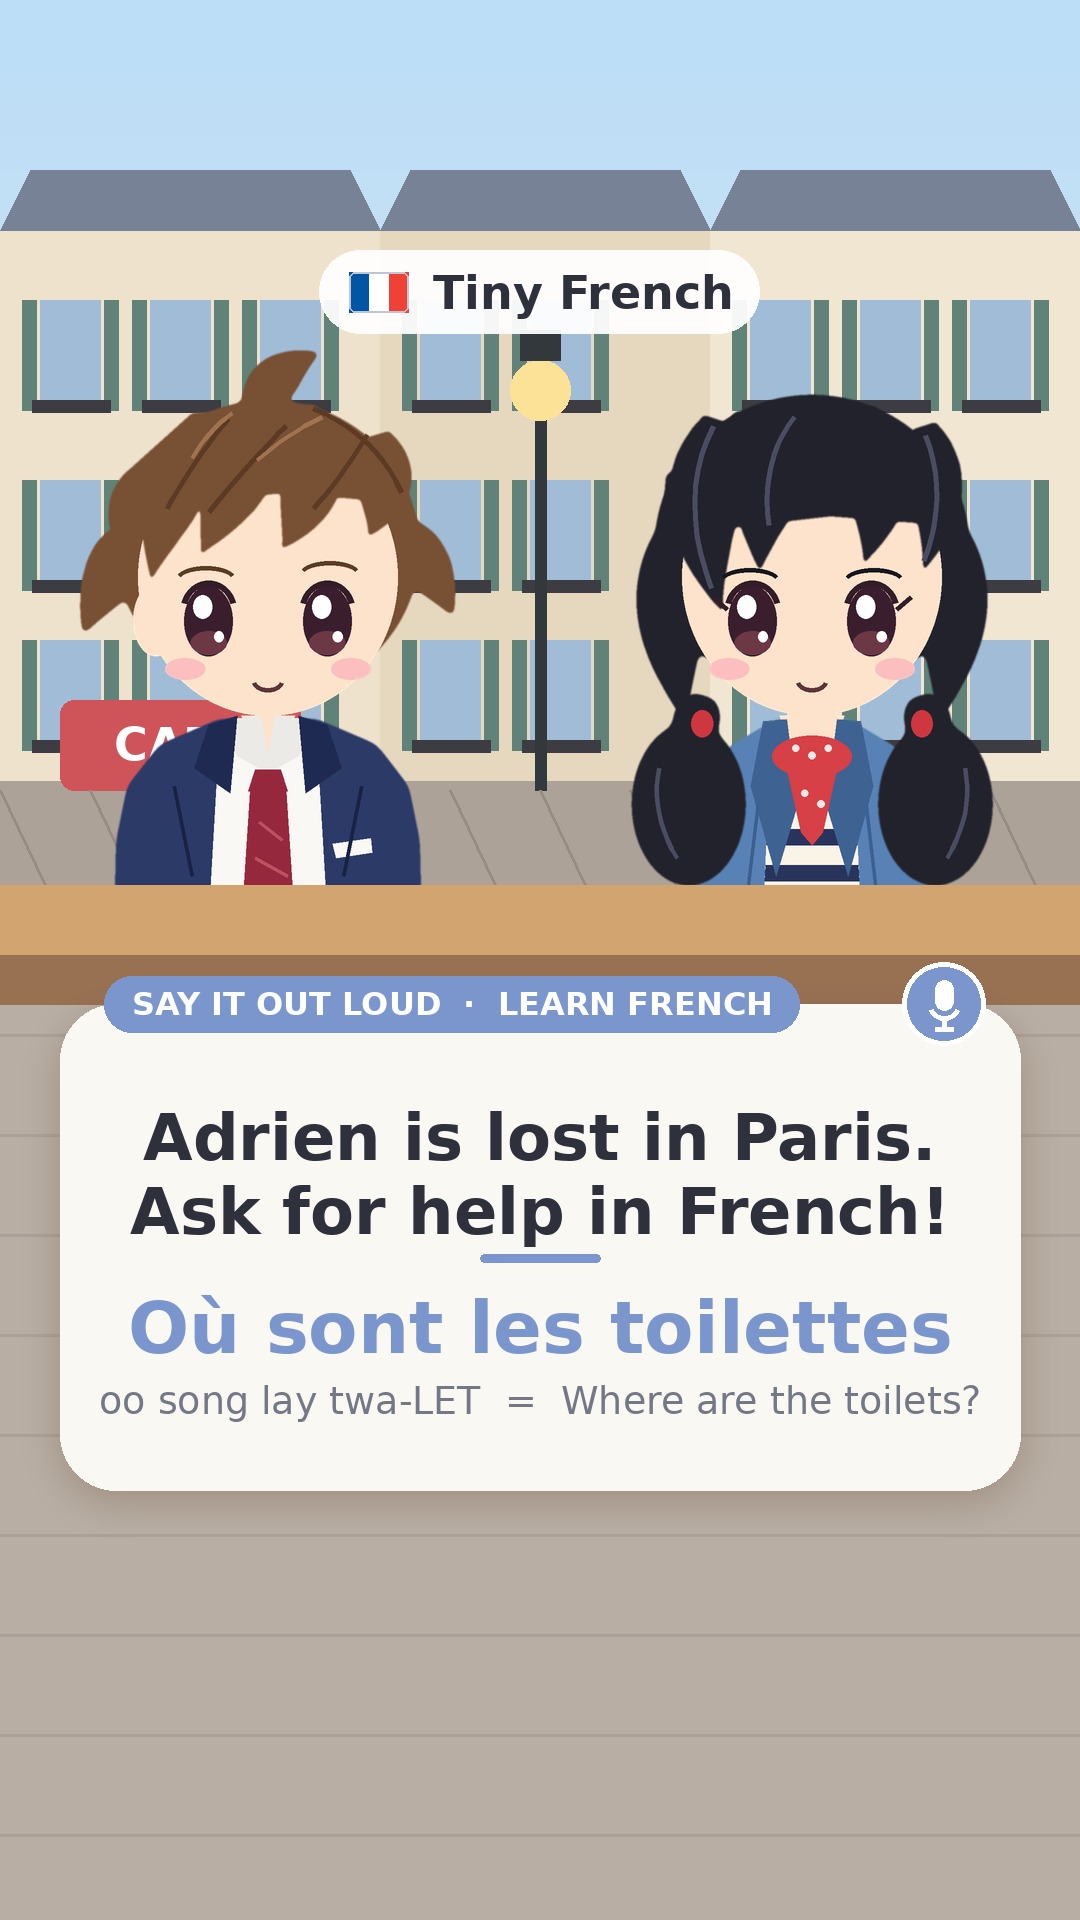 Tiny French
SAY IT OUT LOUD · LEARN FRENCH
Adrien is lost in Paris.
Ask for help in French!
Où sont les toilettes
oo song lay twa-LET = Where are the toilets?